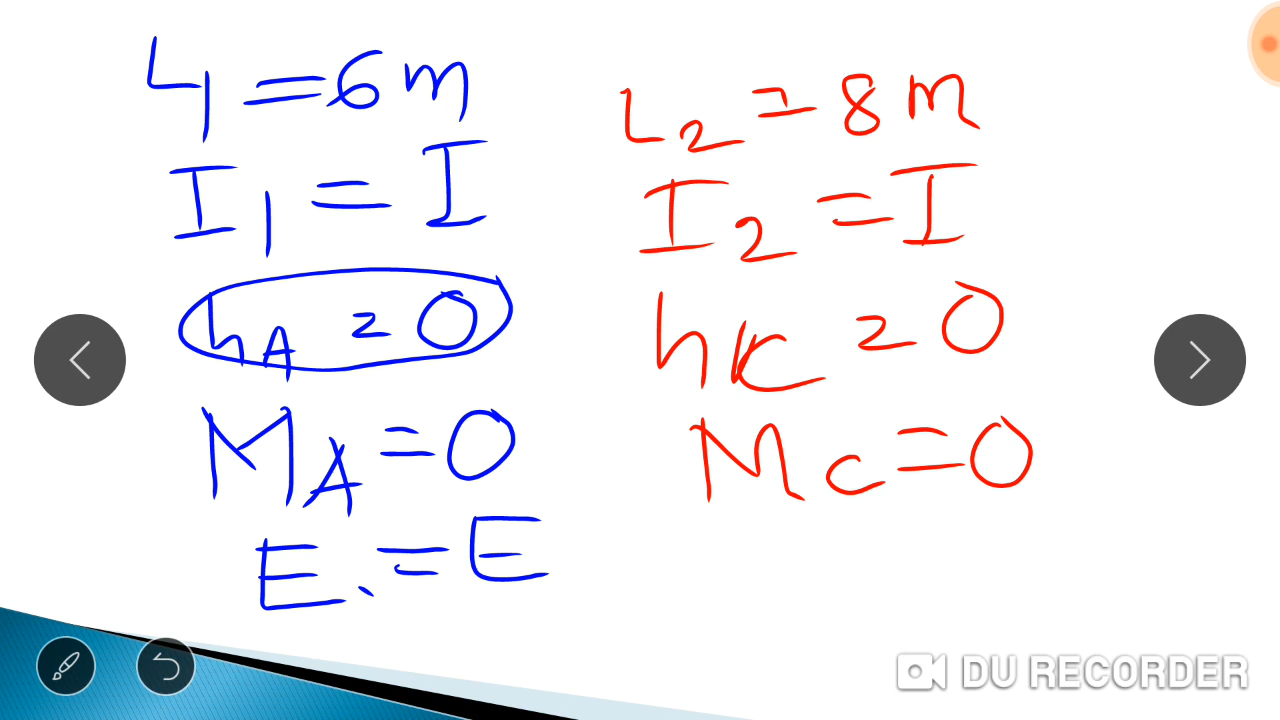 L1 = 6 m
I1 = I
hA = 0
MA = 0
E. = E
L2 = 8 m
I2 = I
hc = 0
Mc = 0
DU RECORDER